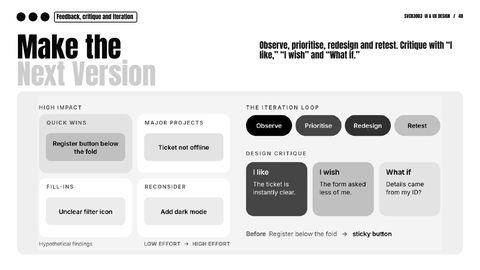 Feedback, critique and iteration
SVCB3003 UI & UX DESIGN / 48
Make the
Next Version
Observe, prioritise, redesign and retest. Critique with “I
like,” “I wish” and “What if.”
HIGH IMPACT
QUICK WINS
Register button below
the fold
MAJOR PROJECTS
Ticket not offline
FILL-INS
Unclear filter icon
RECONSIDER
Add dark mode
Hypothetical findings
LOW EFFORT → HIGH EFFORT
THE ITERATION LOOP
Observe
Prioritise
Redesign
Retest
DESIGN CRITIQUE
I like
The ticket is
instantly clear.
I wish
The form asked
less of me.
What if
Details came
from my ID?
Before Register below the fold → sticky button